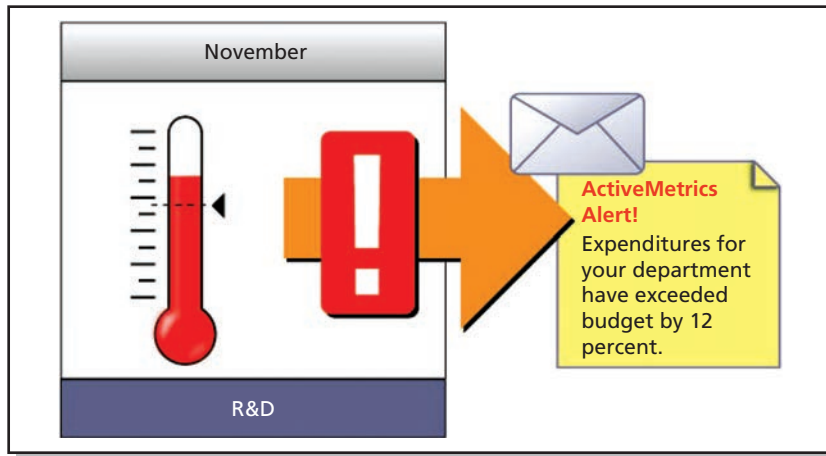 November
R&D
ActiveMetrics
Alert!
Expenditures for
your department
have exceeded
budget by 12
percent.